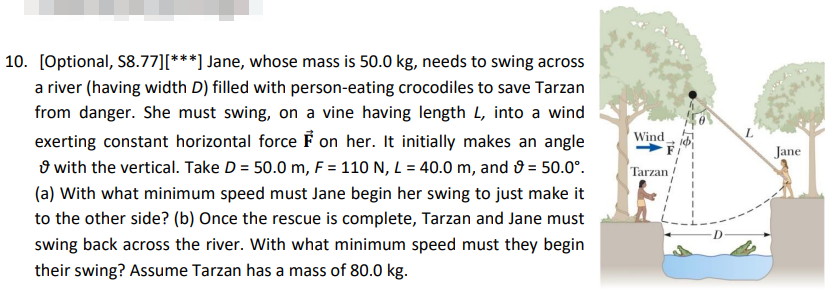 10. [Optional, S8.77][***] Jane, whose mass is 50.0 kg, needs to swing across
a river (having width D) filled with person-eating crocodiles to save Tarzan
from danger. She must swing, on a vine having length L, into a wind
exerting constant horizontal force F⃗ on her. It initially makes an angle
ϑ with the vertical. Take D = 50.0 m, F = 110 N, L = 40.0 m, and ϑ = 50.0°.
(a) With what minimum speed must Jane begin her swing to just make it
to the other side? (b) Once the rescue is complete, Tarzan and Jane must
swing back across the river. With what minimum speed must they begin
their swing? Assume Tarzan has a mass of 80.0 kg.
θ
ϕ
L
Wind
F⃗
Jane
Tarzan
D